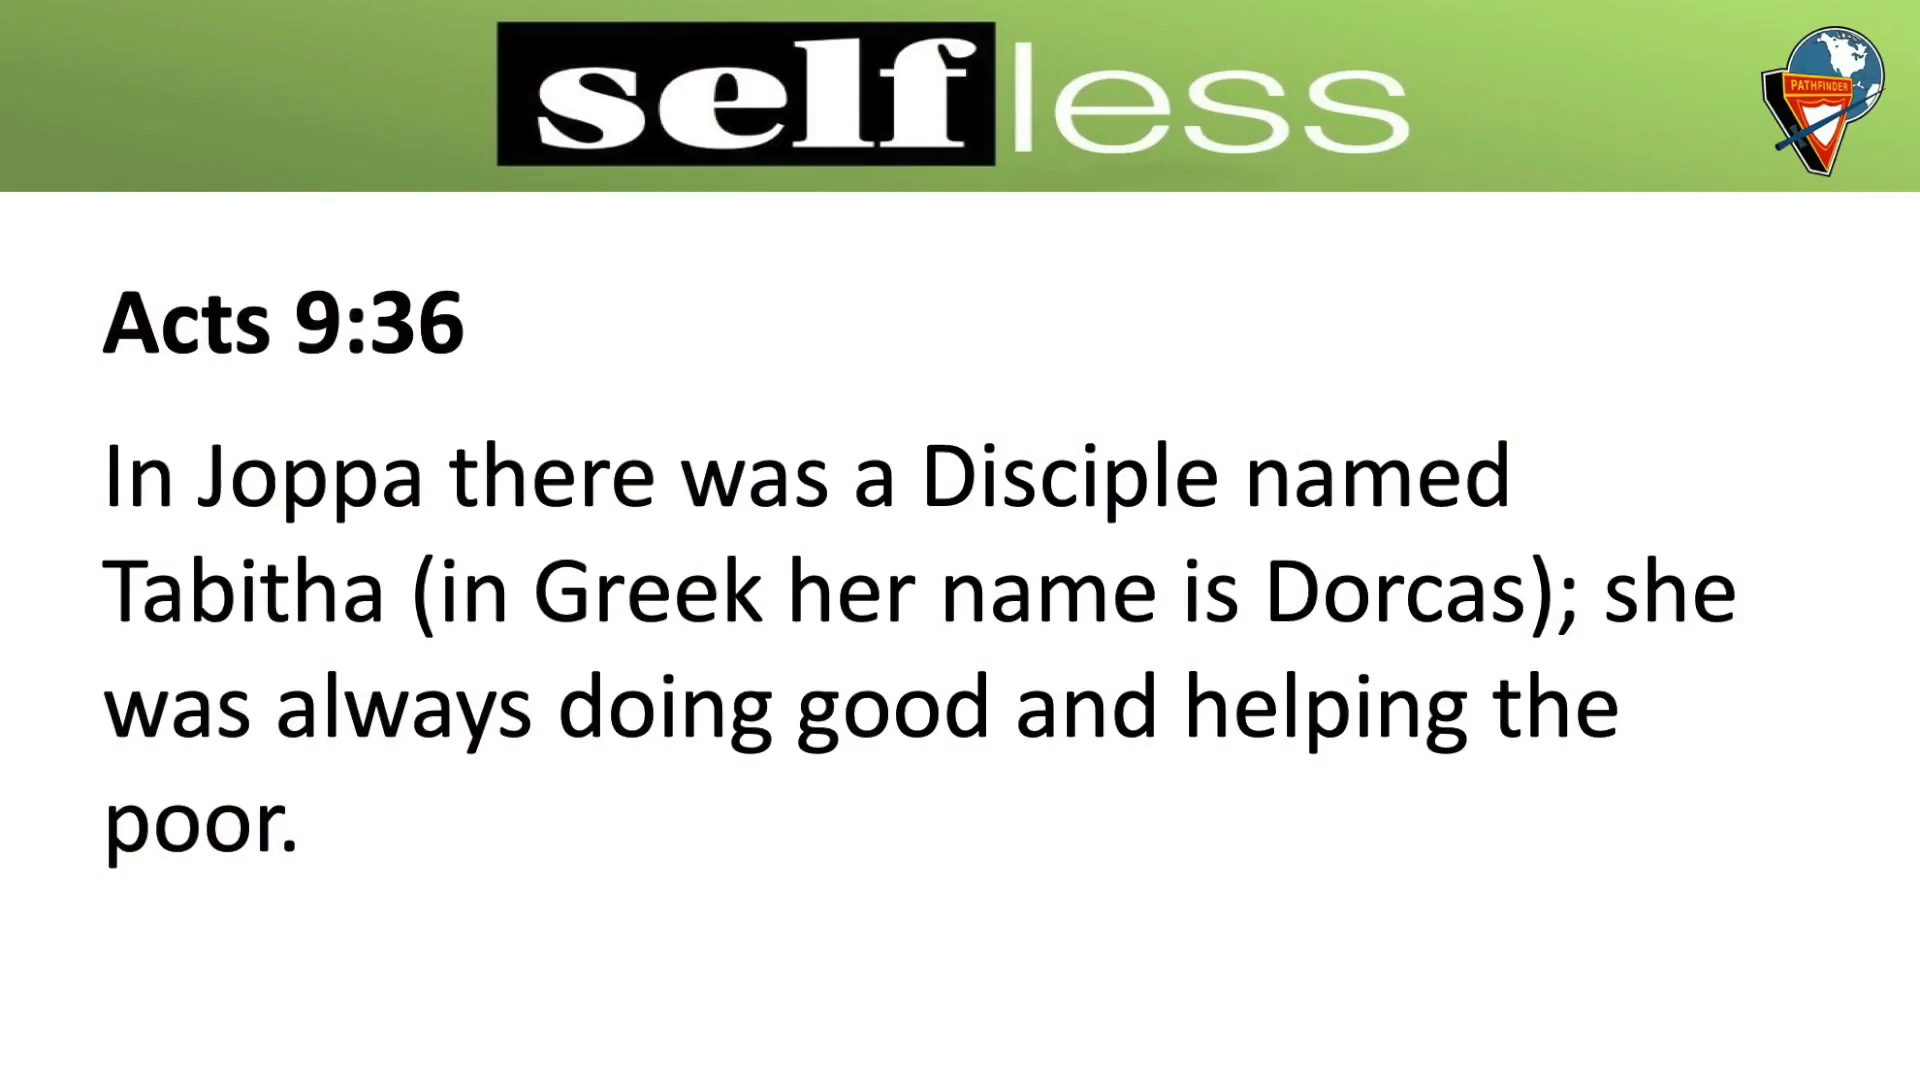 selfless
PATHFINDER
Acts 9:36
In Joppa there was a Disciple named
Tabitha (in Greek her name is Dorcas); she
was always doing good and helping the
poor.